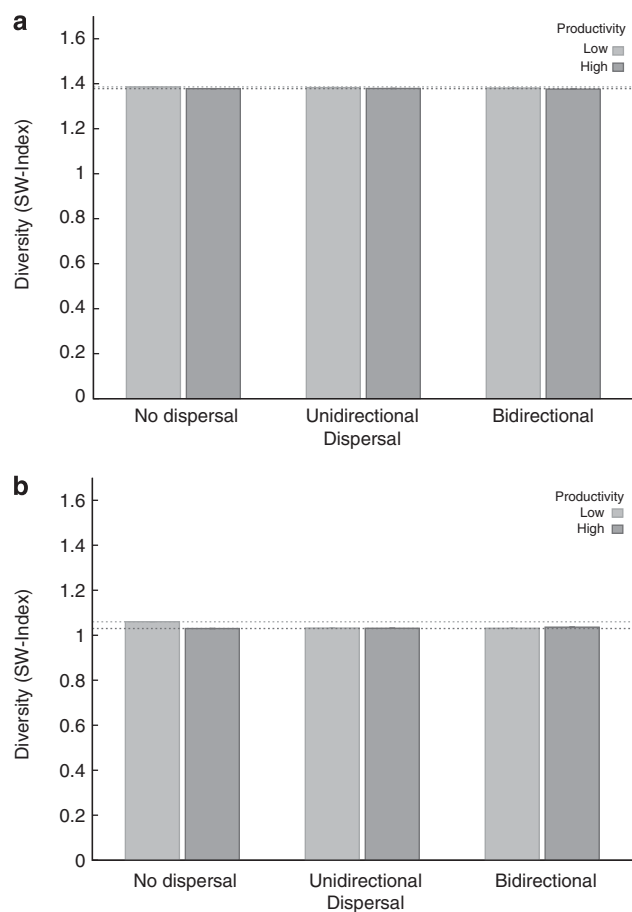 a
Productivity
Low
High
Diversity (SW-Index)
1.6
1.4
1.2
1
0.8
0.6
0.4
0.2
0
No dispersal Unidirectional Bidirectional
Dispersal
b
Productivity
Low
High
Diversity (SW-Index)
1.6
1.4
1.2
1
0.8
0.6
0.4
0.2
0
No dispersal Unidirectional Bidirectional
Dispersal